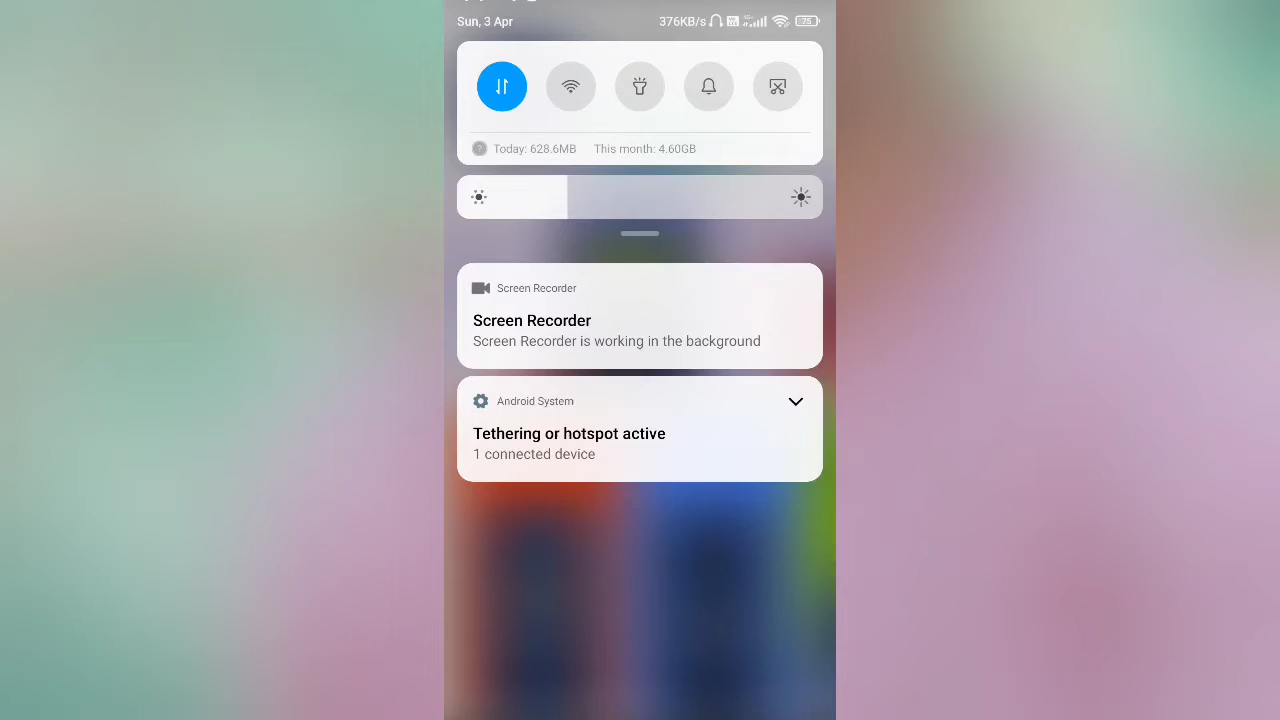 Sun, 3 Apr 376KB/s 75
Today: 628.6MB This month: 4.60GB
Screen Recorder
Screen Recorder
Screen Recorder is working in the background
Android System
Tethering or hotspot active
1 connected device